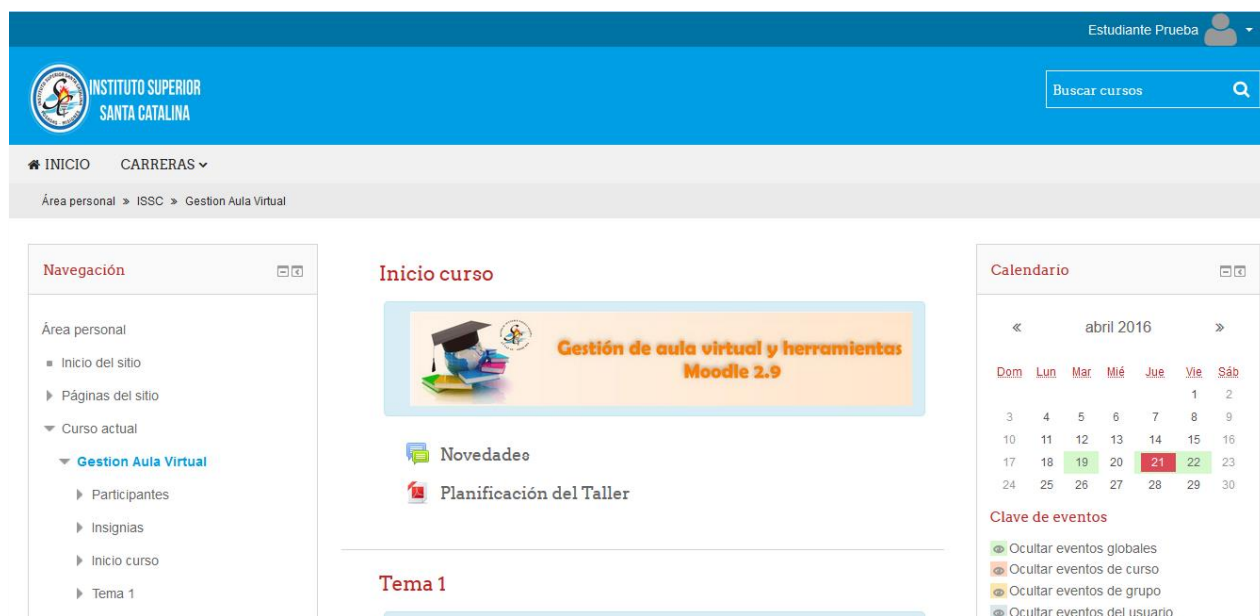 Estudiante Prueba
INSTITUTO SUPERIOR
SANTA CATALINA
Buscar cursos
INICIO CARRERAS
Área personal » ISSC » Gestion Aula Virtual
Navegación
Área personal
Inicio del sitio
Páginas del sitio
Curso actual
Gestion Aula Virtual
Participantes
Insignias
Inicio curso
Tema 1
Inicio curso
Gestión de aula virtual y herramientas
Moodle 2.9
Novedades
Planificación del Taller
Tema 1
Calendario
« abril 2016 »
Dom Lun Mar Mié Jue Vie Sáb
1 2
3 4 5 6 7 8 9
10 11 12 13 14 15 16
17 18 19 20 21 22 23
24 25 26 27 28 29 30
Clave de eventos
Ocultar eventos globales
Ocultar eventos de curso
Ocultar eventos de grupo
Ocultar eventos del usuario